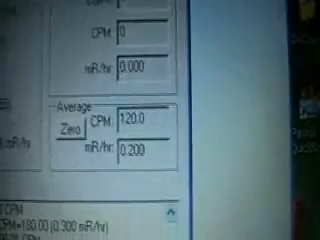 CPM: 0
mR/hr: 0.000
Average
Zero CPM: 120.0
mR/hr: 0.200
CPM
CPM=180.00 (0.300 mR/hr)